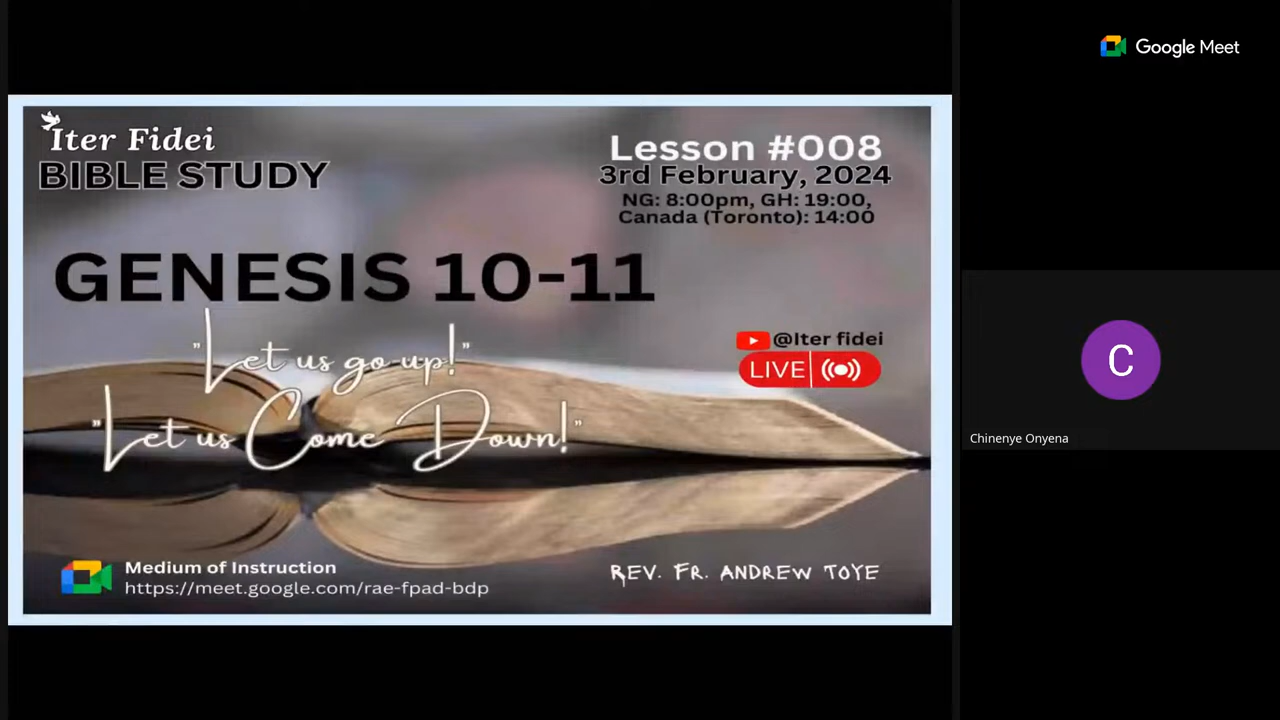 Iter Fidei
BIBLE STUDY
Lesson #008
3rd February, 2024
NG: 8:00pm, GH: 19:00,
Canada (Toronto): 14:00
GENESIS 10-11
"Let us go up!"
"Let us Come Down!"
@Iter fidei
LIVE
Medium of Instruction
https://meet.google.com/rae-fpad-bdp
REV. FR. ANDREW TOYE
Google Meet
C
Chinenye Onyena